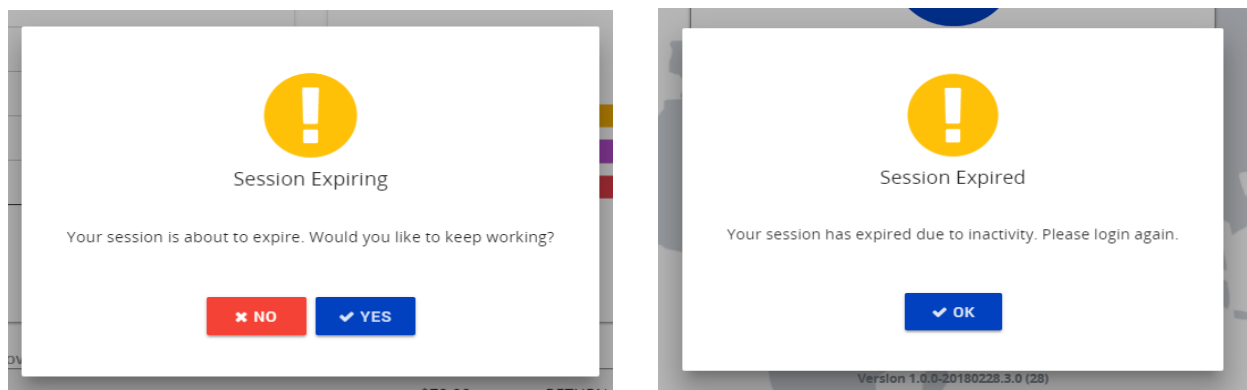 Session Expiring
Your session is about to expire. Would you like to keep working?
✖ NO ✔ YES
Session Expired
Your session has expired due to inactivity. Please login again.
✔ OK
Version 1.0.0-20180228.3.0 (28)